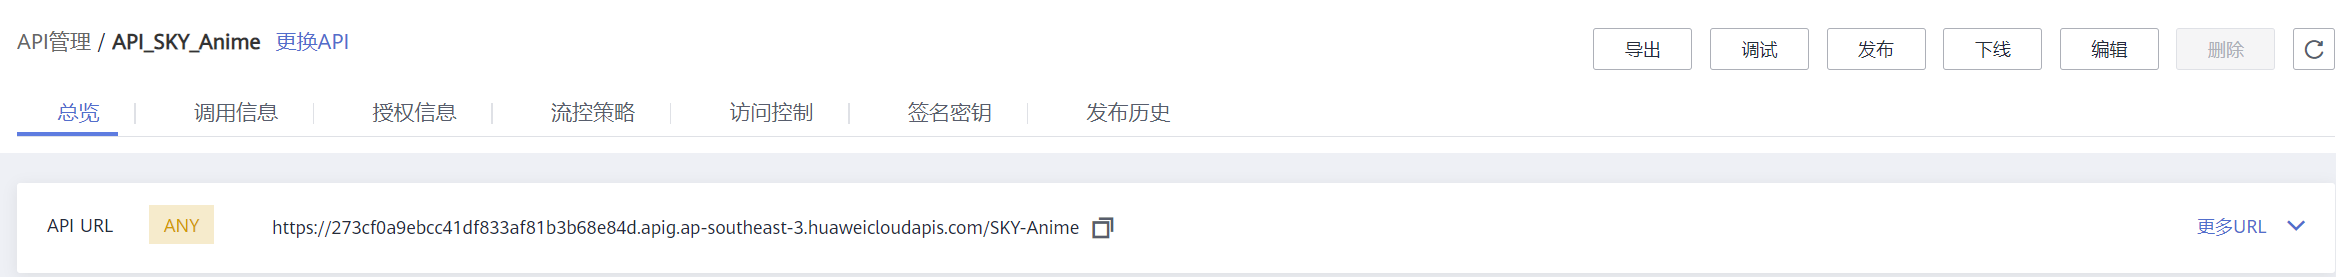 API管理 / API_SKY_Anime 更换API
导出 调试 发布 下线 编辑 删除
总览 调用信息 授权信息 流控策略 访问控制 签名密钥 发布历史
API URL ANY https://273cf0a9ebcc41df833af81b3b68e84d.apig.ap-southeast-3.huaweicloudapis.com/SKY-Anime 更多URL